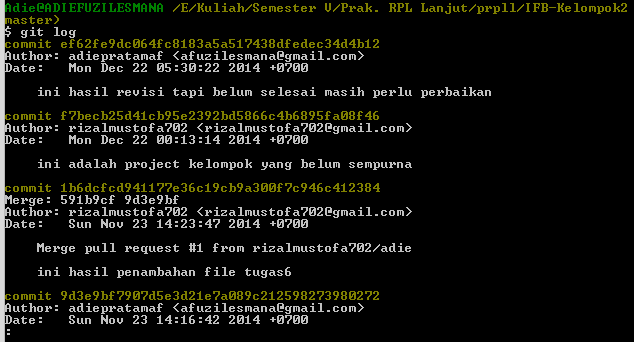 Adie@ADIEFUZILESMANA /E/Kuliah/Semester V/Prak. RPL Lanjut/prpll/IFB-Kelompok2
master)
$ git log
commit ef62fe9dc064fc8183a5a517438dfedec34d4b12
Author: adiepratamaf <afuzilesmana@gmail.com>
Date:   Mon Dec 22 05:30:22 2014 +0700
ini hasil revisi tapi belum selesai masih perlu perbaikan
commit f7becb25d41cb95e2392bd5866c4b6895fa08f46
Author: rizalmustofa702 <rizalmustofa702@gmail.com>
Date:   Mon Dec 22 00:13:14 2014 +0700
ini adalah project kelompok yang belum sempurna
commit 1b6dcfcd941177e36c19cb9a300f7c946c412384
Merge: 591b9cf 9d3e9bf
Author: rizalmustofa702 <rizalmustofa702@gmail.com>
Date:   Sun Nov 23 14:23:47 2014 +0700
Merge pull request #1 from rizalmustofa702/adie
ini hasil penambahan file tugas6
commit 9d3e9bf7907d5e3d21e7a089c212598273980272
Author: adiepratamaf <afuzilesmana@gmail.com>
Date:   Sun Nov 23 14:16:42 2014 +0700
: